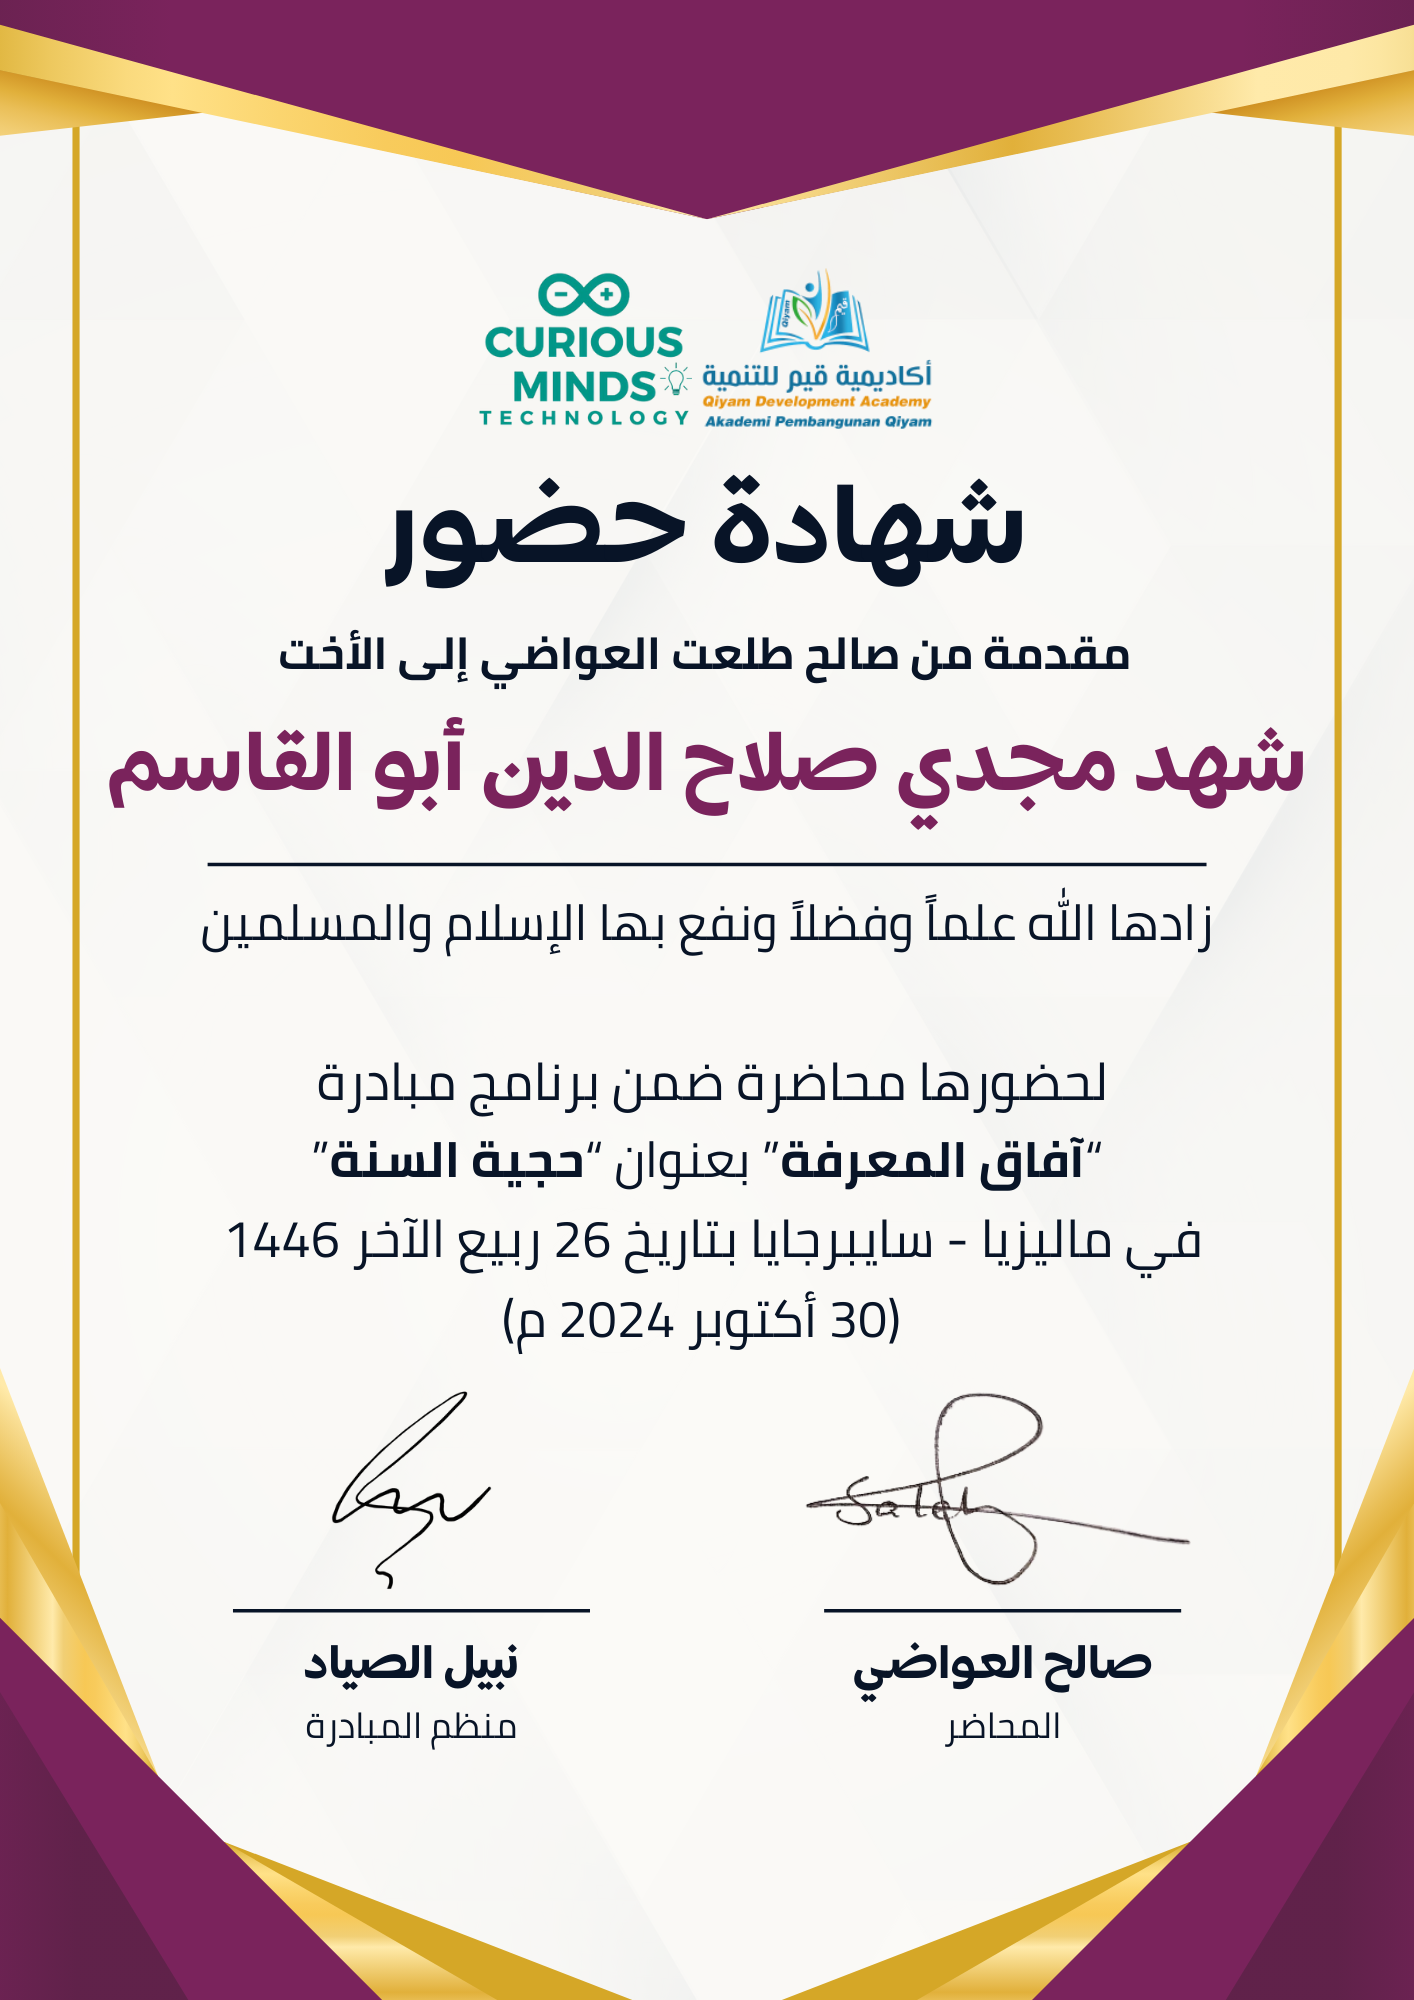 CURIOUS
MINDS
TECHNOLOGY
Qiyam
قيم
أكاديمية قيم للتنمية
Qiyam Development Academy
Akademi Pembangunan Qiyam
شهادة حضور
مقدمة من صالح طلعت العواضي إلى الأخت
شهد مجدي صلاح الدين أبو القاسم
زادها الله علماً وفضلاً ونفع بها الإسلام والمسلمين
لحضورها محاضرة ضمن برنامج مبادرة
“آفاق المعرفة” بعنوان “حجية السنة”
في ماليزيا - سايبرجايا بتاريخ 26 ربيع الآخر 1446
(30 أكتوبر 2024 م)
Saleh
صالح العواضي
المحاضر
نبيل الصياد
منظم المبادرة